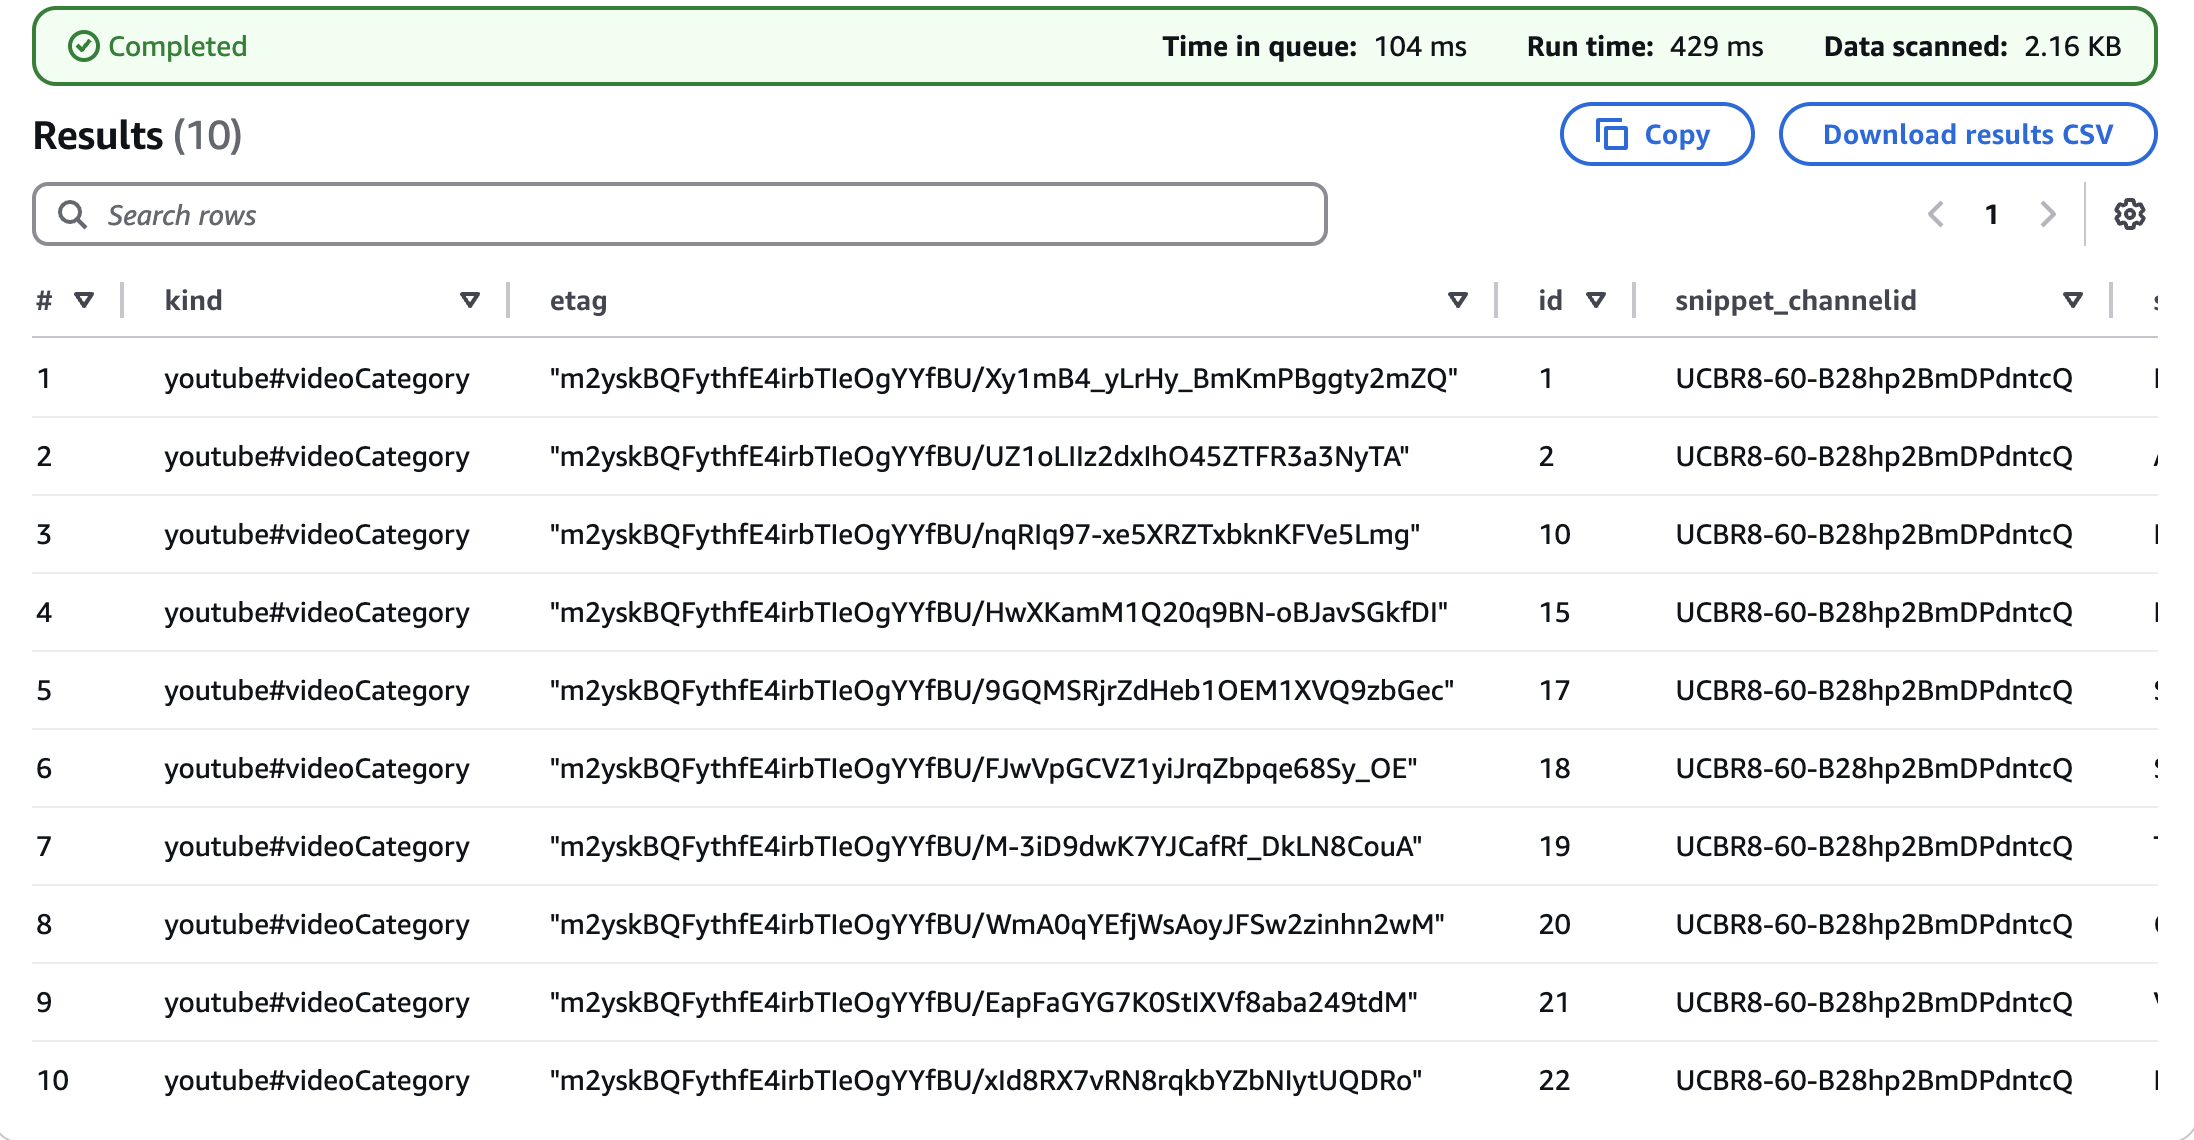 Completed Time in queue: 104 ms Run time: 429 ms Data scanned: 2.16 KB
Results (10) Copy Download results CSV
Search rows 1
# kind etag id snippet_channelid
1 youtube#videoCategory "m2yskBQFythfE4irbTIeOgYYfBU/Xy1mB4_yLrHy_BmKmPBggty2mZQ" 1 UCBR8-60-B28hp2BmDPdntcQ
2 youtube#videoCategory "m2yskBQFythfE4irbTIeOgYYfBU/UZ1oLIIz2dxIhO45ZTFR3a3NyTA" 2 UCBR8-60-B28hp2BmDPdntcQ
3 youtube#videoCategory "m2yskBQFythfE4irbTIeOgYYfBU/nqRIq97-xe5XRZTxbknKFVe5Lmg" 10 UCBR8-60-B28hp2BmDPdntcQ
4 youtube#videoCategory "m2yskBQFythfE4irbTIeOgYYfBU/HwXKamM1Q20q9BN-oBJavSGkfDI" 15 UCBR8-60-B28hp2BmDPdntcQ
5 youtube#videoCategory "m2yskBQFythfE4irbTIeOgYYfBU/9GQMSRjrZdHeb1OEM1XVQ9zbGec" 17 UCBR8-60-B28hp2BmDPdntcQ
6 youtube#videoCategory "m2yskBQFythfE4irbTIeOgYYfBU/FJwVpGCVZ1yiJrqZbpqe68Sy_OE" 18 UCBR8-60-B28hp2BmDPdntcQ
7 youtube#videoCategory "m2yskBQFythfE4irbTIeOgYYfBU/M-3iD9dwK7YJCafRf_DkLN8CouA" 19 UCBR8-60-B28hp2BmDPdntcQ
8 youtube#videoCategory "m2yskBQFythfE4irbTIeOgYYfBU/WmA0qYEfjWsAoyJFSw2zinhn2wM" 20 UCBR8-60-B28hp2BmDPdntcQ
9 youtube#videoCategory "m2yskBQFythfE4irbTIeOgYYfBU/EapFaGYG7K0StIXVf8aba249tdM" 21 UCBR8-60-B28hp2BmDPdntcQ
10 youtube#videoCategory "m2yskBQFythfE4irbTIeOgYYfBU/xId8RX7vRN8rqkbYZbNIytUQDRo" 22 UCBR8-60-B28hp2BmDPdntcQ